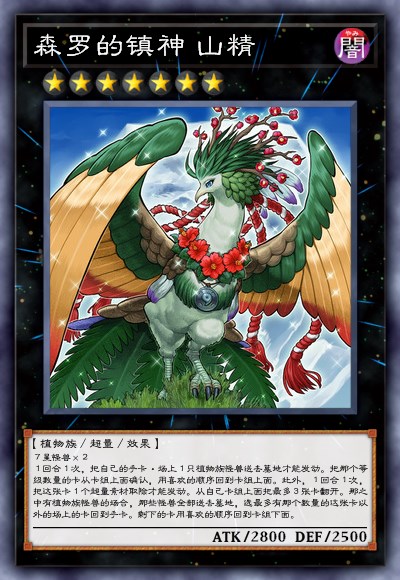 森罗的镇神 山精
やみ
闇
【植物族／超量／效果】
７星怪兽×２
１回合１次，把自己的手卡·场上１只植物族怪兽送去墓地才能发动。把那个等
级数量的卡从卡组上面确认，用喜欢的顺序回到卡组上面。此外，１回合１次，
把这张卡１个超量素材取除才能发动。从自己卡组上面把最多３张卡翻开。那之
中有植物族怪兽的场合，那些怪兽全部送去墓地，选最多有那个数量的这张卡以
外的场上的卡回到手卡。剩下的卡用喜欢的顺序回到卡组下面。
ATK/2800 DEF/2500